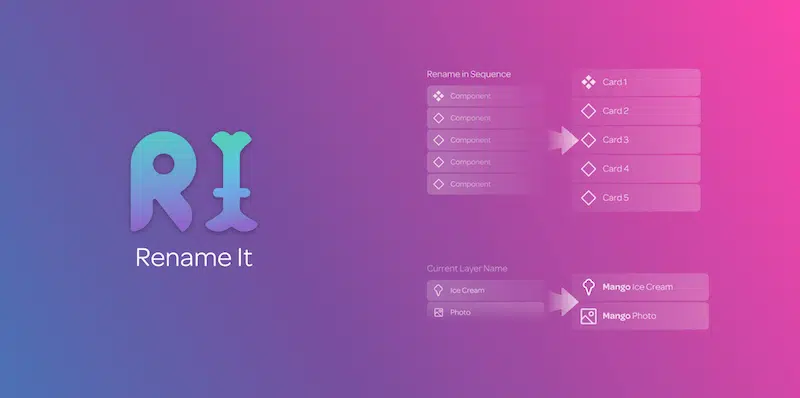 RI
Rename It
Rename in Sequence
Component
Component
Component
Component
Component
Card 1
Card 2
Card 3
Card 4
Card 5
Current Layer Name
Ice Cream
Photo
Mango Ice Cream
Mango Photo